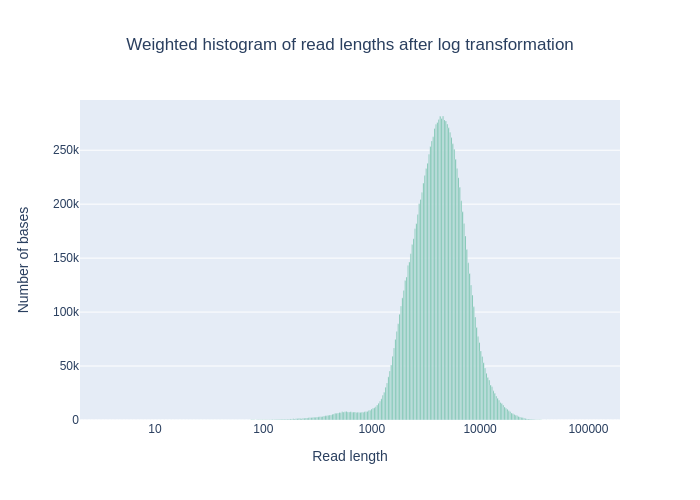 Weighted histogram of read lengths after log transformation
250k
200k
150k
100k
50k
0
Number of bases
10
100
1000
10000
100000
Read length